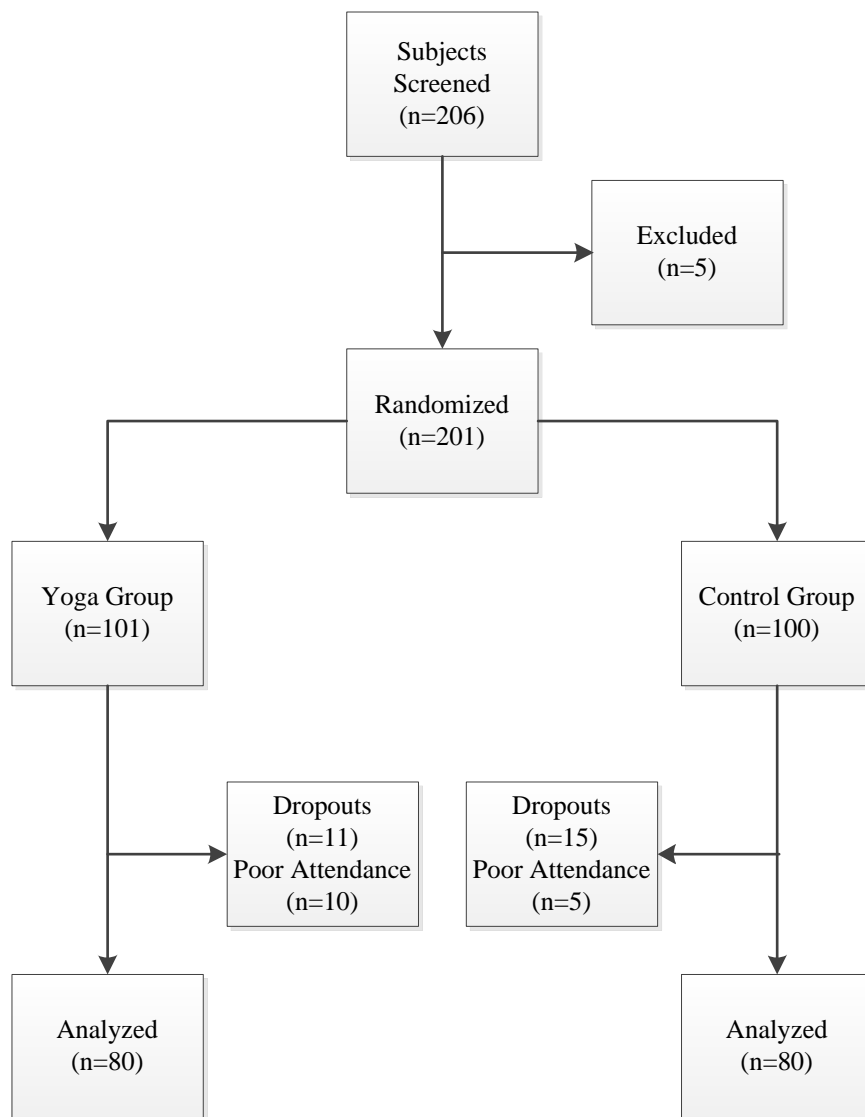 Subjects
Screened
(n=206)
Excluded
(n=5)
Randomized
(n=201)
Yoga Group
(n=101)
Control Group
(n=100)
Dropouts
(n=11)
Poor Attendance
(n=10)
Dropouts
(n=15)
Poor Attendance
(n=5)
Analyzed
(n=80)
Analyzed
(n=80)